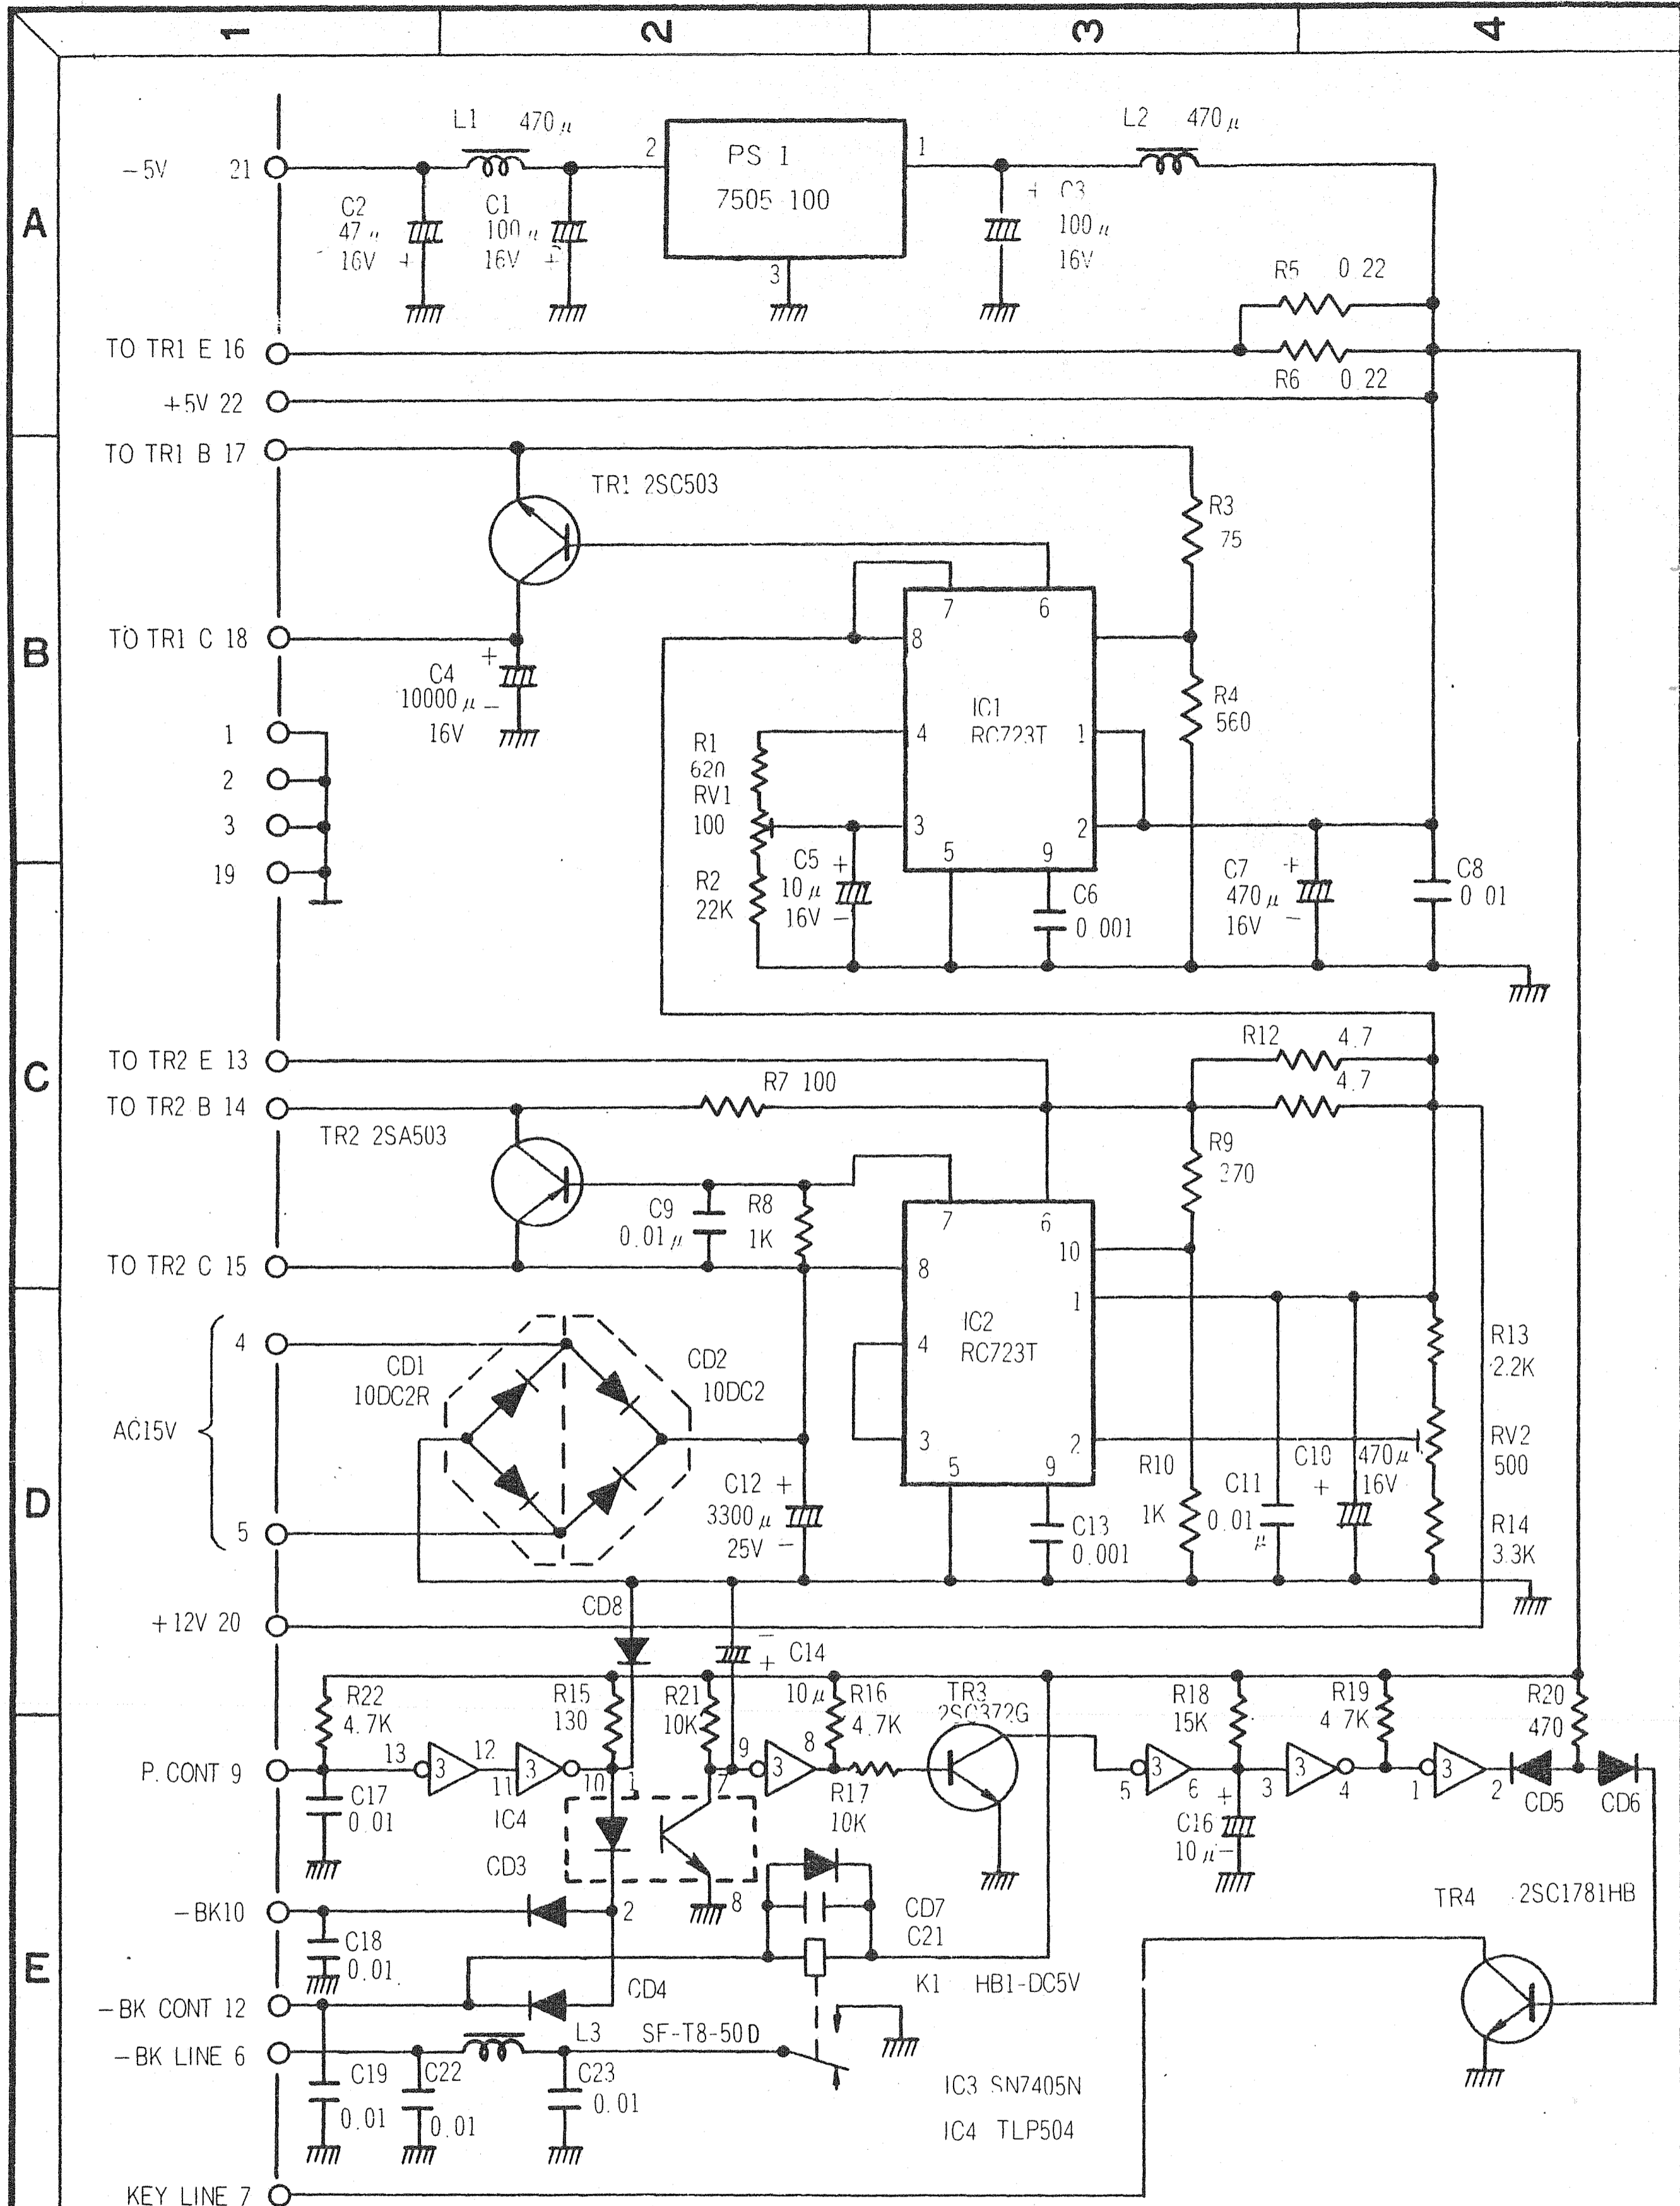 1 2 3 4
A
B
C
D
E
L1 470μ
L2 470μ
-5V 21
2
PS 1
7505 100
1
3
C2
47μ
16V +
C1
100μ
16V +
+ C3
100μ
16V
R5 0.22
TO TR1 E 16
R6 0.22
+5V 22
TO TR1 B 17
TR1 2SC503
R3
75
7 6
TO TR1 C 18
8
+
C4
10000μ -
16V
IC1
RC723T
R4
560
1
2
3
19
4
1
R1
620
RV1
100
3
2
5 9
R2
22K
C5 +
10μ
16V -
C6
0.001
C7 +
470μ
16V -
C8
0.01
TO TR2 E 13
R12 4.7
R7 100
4.7
TO TR2 B 14
TR2 2SA503
R9
C9
0.01μ
R8
1K
7 6
10
TO TR2 C 15
8
1
4
CD1
10DC2R
CD2
10DC2
IC2
RC723T
4
R13
2.2K
AC15V
3
2
RV2
500
5 9
C12 +
3300μ
25V -
C13
0.001
R10
1K
C11
0.01
μ
C10
+
470μ
16V
R14
3.3K
5
+12V 20
CD8
-
+
C14
10μ
R22
4.7K
R15
130
R21
10K
R16
4.7K
TR3
2SC372G
R18
15K
R19
4.7K
R20
470
P. CONT 9
13 3 12
11 3 10 1
7 9 3 8
5 3 6
3 3 4
1 3 2
CD5 CD6
C17
0.01
IC4
R17
10K
C16 +
10μ -
CD3
8
-BK10
2
CD7
C21
TR4 2SC1781HB
C18
0.01
K1 HB1-DC5V
-BK CONT 12
CD4
-BK LINE 6
L3 SF-T8-50D
C19
0.01
C22
0.01
C23
0.01
IC3 SN7405N
IC4 TLP504
KEY LINE 7